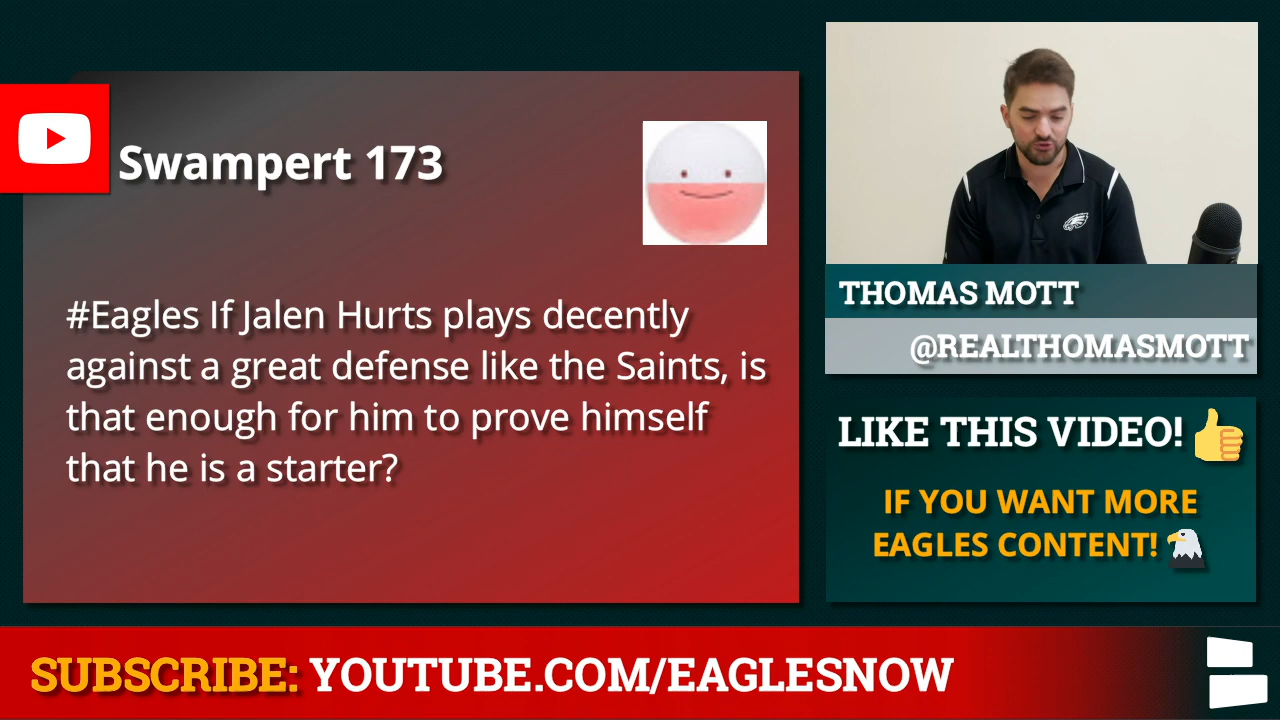 Swampert 173
#Eagles If Jalen Hurts plays decently
against a great defense like the Saints, is
that enough for him to prove himself
that he is a starter?
THOMAS MOTT
@REALTHOMASMOTT
LIKE THIS VIDEO!
IF YOU WANT MORE
EAGLES CONTENT!
SUBSCRIBE: YOUTUBE.COM/EAGLESNOW